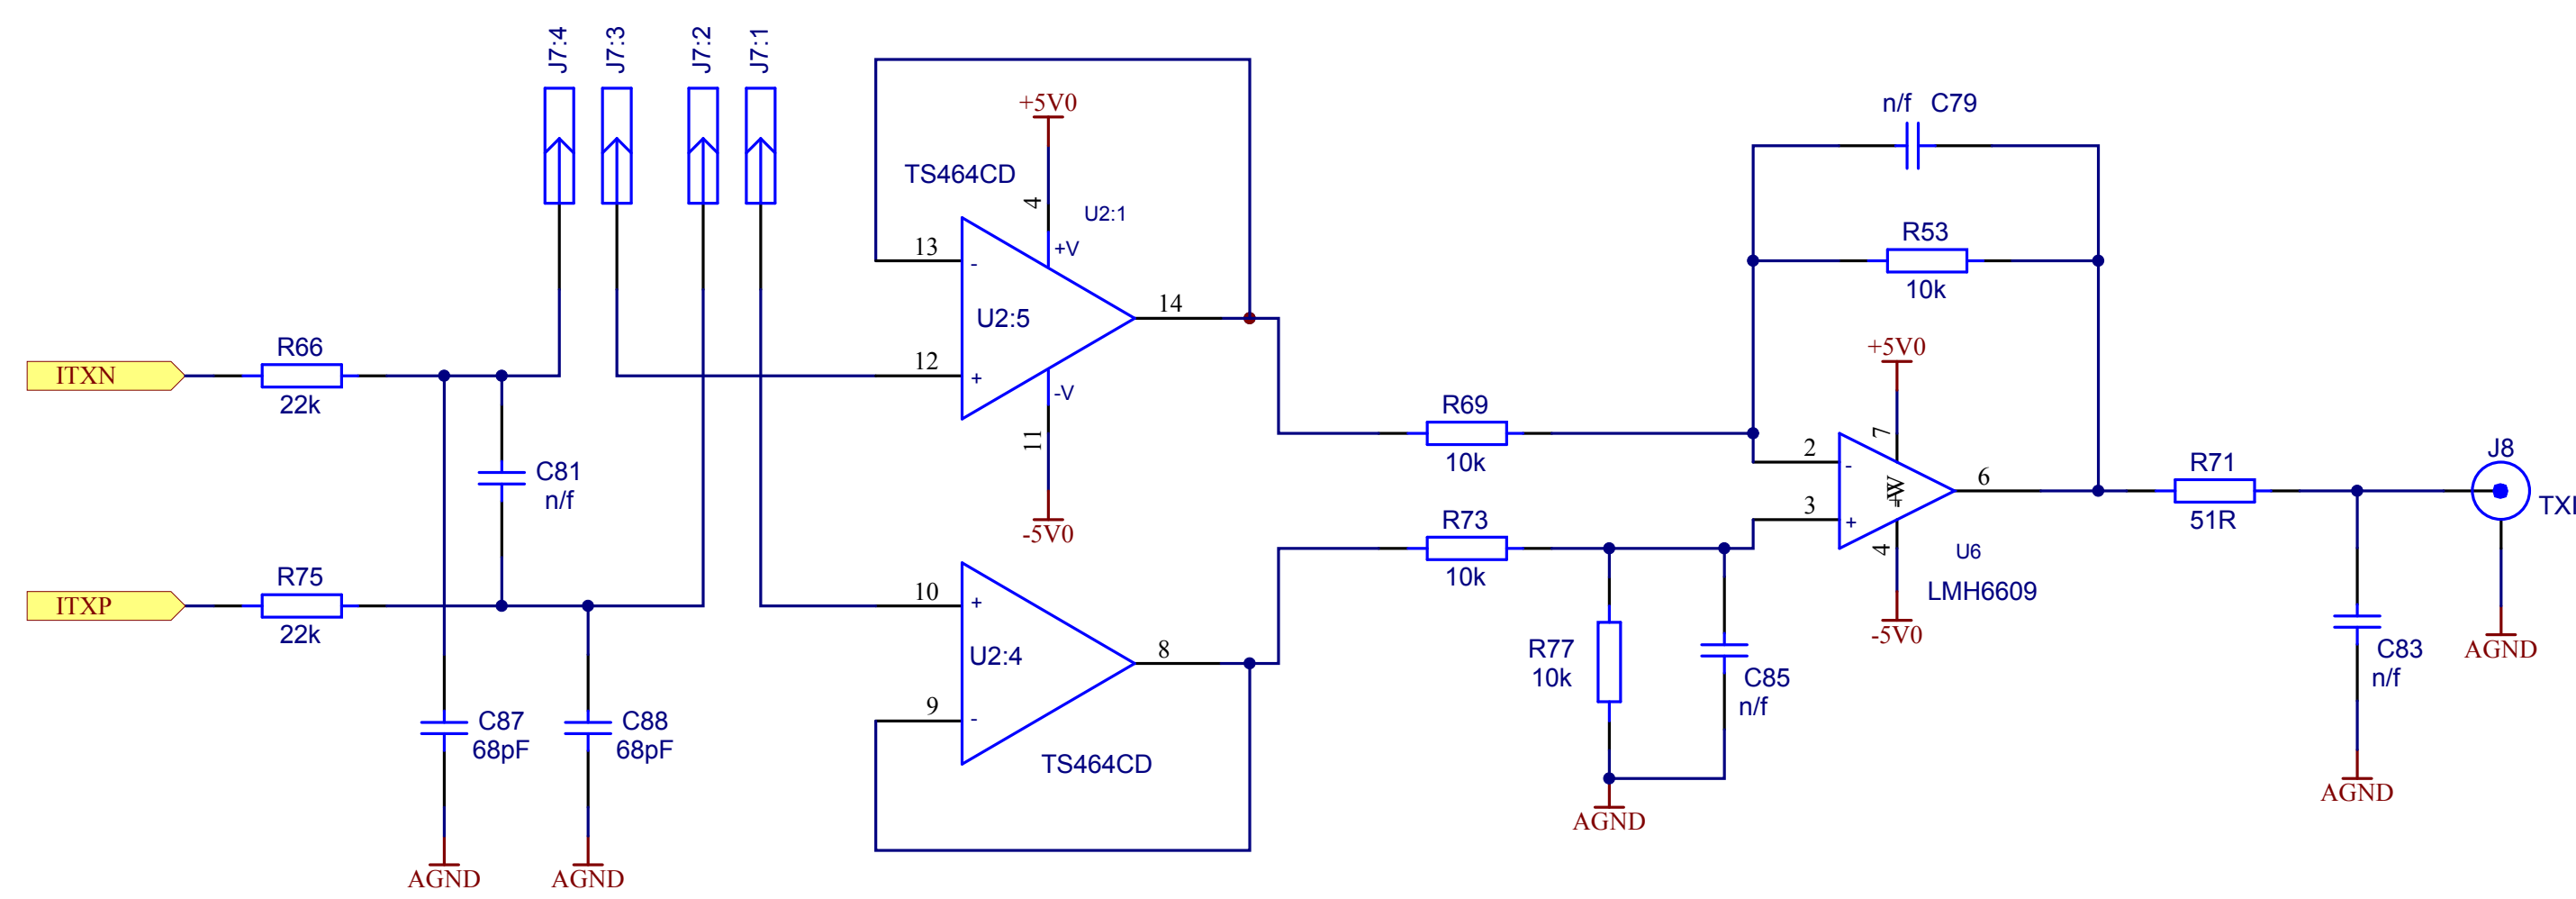 J7:4
J7:3
J7:2
J7:1
+5V0
n/f C79
TS464CD
4
U2:1
+V
13
-
R53
10k
U2:5
14
12
+
-V
11
-5V0
ITXN
R66
22k
R69
10k
+5V0
7
2
-
6
3
+
4
U6
LMH6609
-5V0
R71
51R
J8
C81
n/f
R73
10k
ITXP
R75
22k
10
+
U2:4
8
9
-
TS464CD
R77
10k
C85
n/f
AGND
C83
n/f
AGND
AGND
C87
68pF
C88
68pF
AGND
AGND